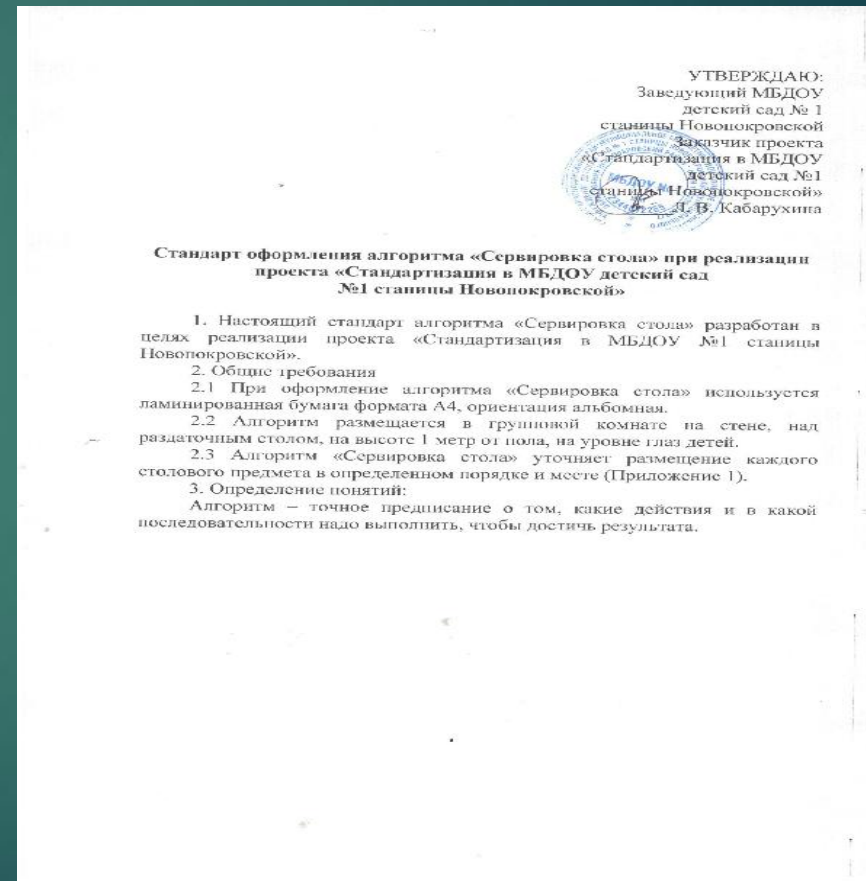 УТВЕРЖДАЮ:
Заведующий МБДОУ
детский сад № 1
станицы Новопокровской
Заказчик проекта
«Стандартизация в МБДОУ
детский сад №1
станицы Новопокровской»
Л. В. Кабарухина
МБДОУ №1
Стандарт оформления алгоритма «Сервировка стола» при реализации
проекта «Стандартизация в МБДОУ детский сад
№1 станицы Новопокровской»
1. Настоящий стандарт алгоритма «Сервировка стола» разработан в
целях реализации проекта «Стандартизация в МБДОУ №1 станицы
Новопокровской».
2. Общие требования
2.1 При оформление алгоритма «Сервировка стола» используется
ламинированная бумага формата А4, ориентация альбомная.
2.2 Алгоритм размещается в групповой комнате на стене, над
раздаточным столом, на высоте 1 метр от пола, на уровне глаз детей.
2.3 Алгоритм «Сервировка стола» уточняет размещение каждого
столового предмета в определенном порядке и месте (Приложение 1).
3. Определение понятий:
Алгоритм – точное предписание о том, какие действия и в какой
последовательности надо выполнить, чтобы достичь результата.